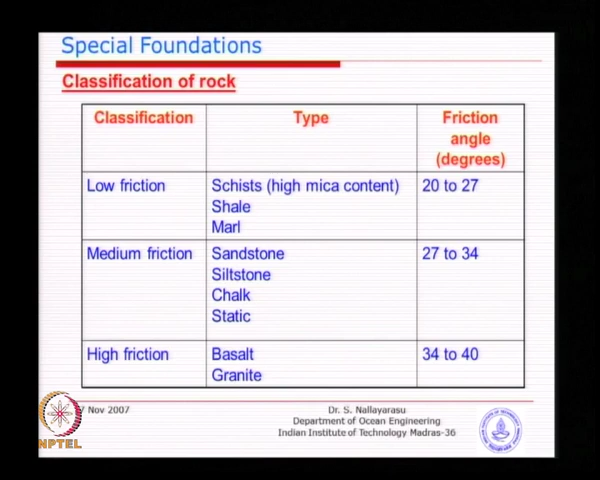 Special Foundations
Classification of rock
Classification Type Friction angle (degrees)
Low friction Schists (high mica content) 20 to 27
Shale
Marl
Medium friction Sandstone 27 to 34
Siltstone
Chalk
Static
High friction Basalt 34 to 40
Granite
7 Nov 2007
Dr. S. Nallayarasu
Department of Ocean Engineering
Indian Institute of Technology Madras-36
NPTEL